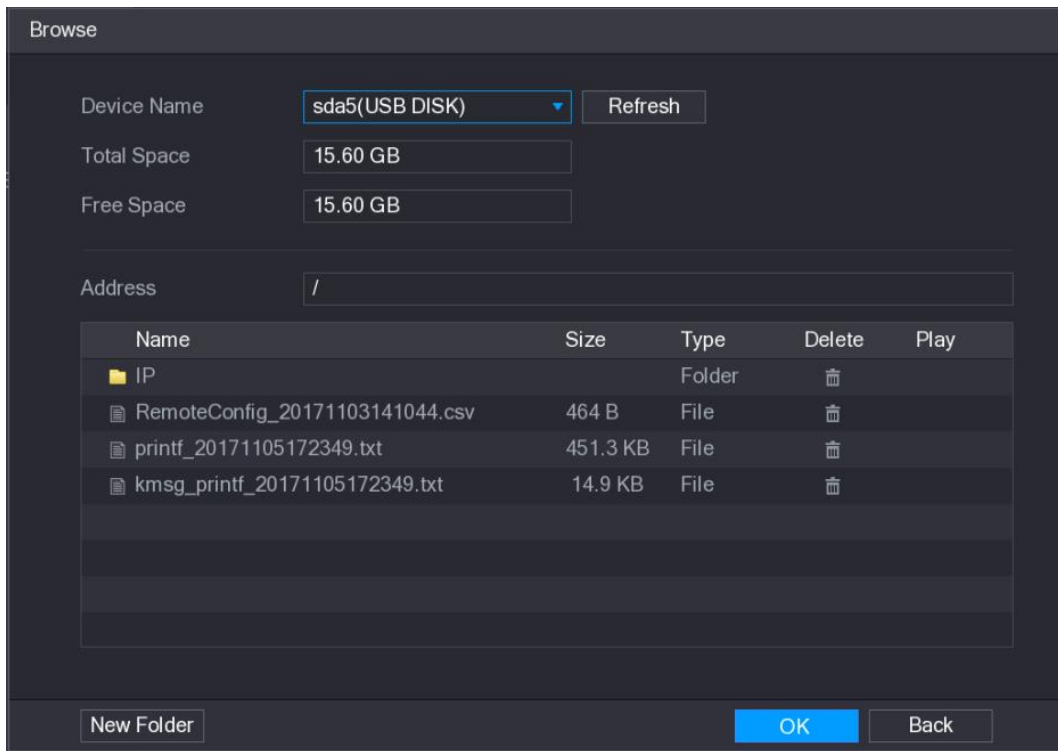 Browse
Device Name sda5(USB DISK) Refresh
Total Space 15.60 GB
Free Space 15.60 GB
Address /
Name Size Type Delete Play
IP Folder
RemoteConfig_20171103141044.csv 464 B File
printf_20171105172349.txt 451.3 KB File
kmsg_printf_20171105172349.txt 14.9 KB File
New Folder OK Back